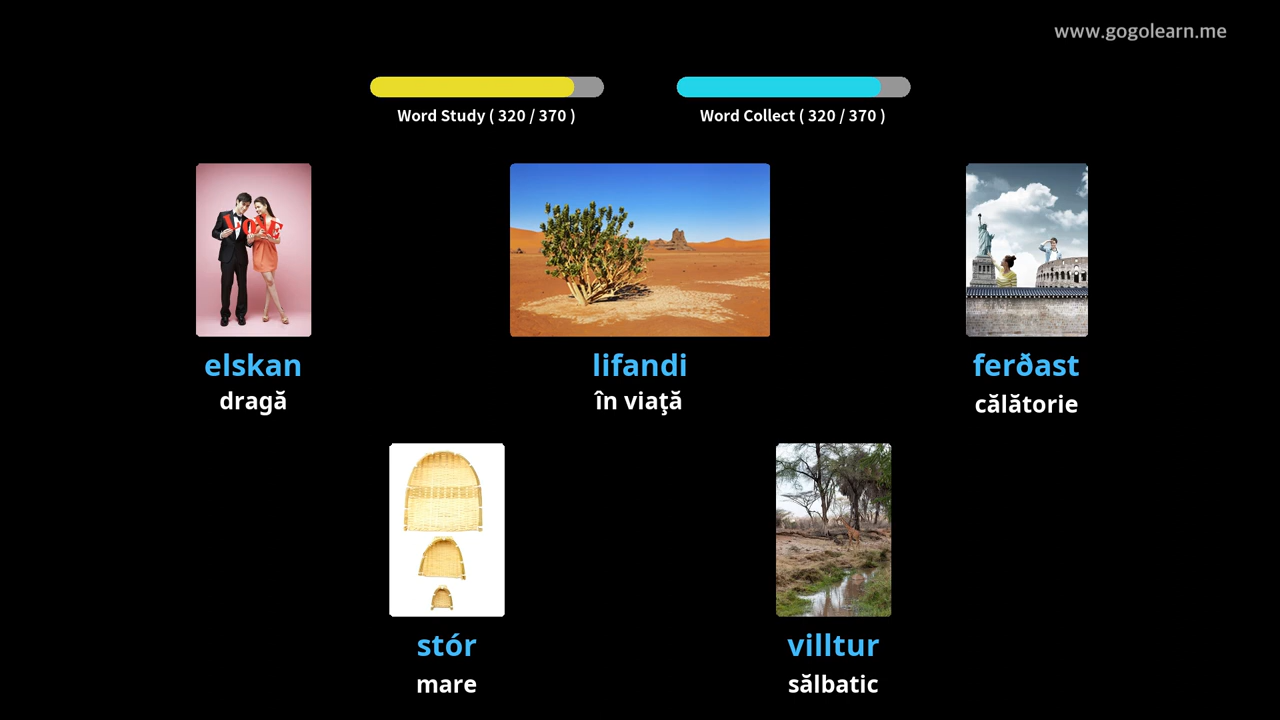 www.gogolearn.me
Word Study ( 320 / 370 )
Word Collect ( 320 / 370 )
LOVE
elskan
dragă
lifandi
în viaţă
ferðast
călătorie
stór
mare
villtur
sălbatic